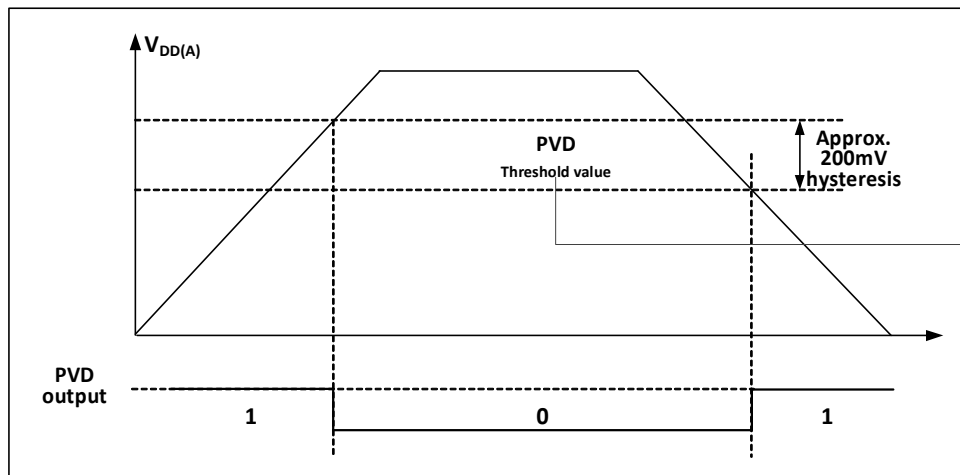 VDD(A)
PVD
Threshold value
Approx.
200mV
hysteresis
PVD
output
1
0
1